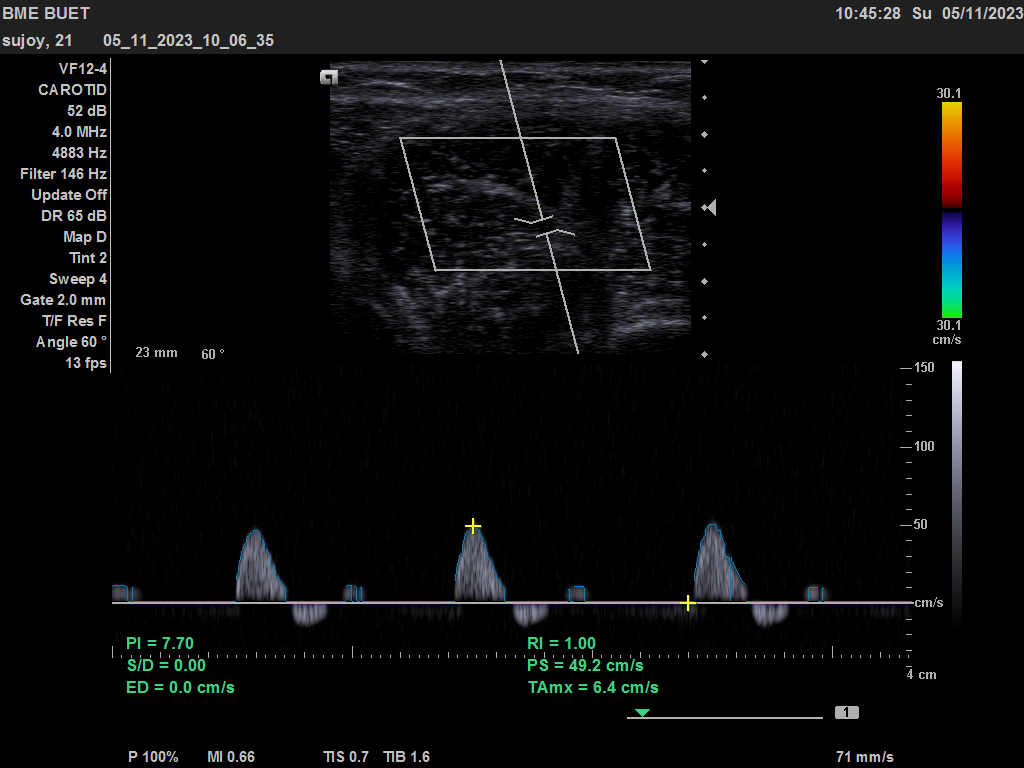 BME BUET
10:45:28 Su 05/11/2023
sujoy, 21 05_11_2023_10_06_35
VF12-4
CAROTID
52 dB
4.0 MHz
4883 Hz
Filter 146 Hz
Update Off
DR 65 dB
Map D
Tint 2
Sweep 4
Gate 2.0 mm
T/F Res F
Angle 60 °
13 fps
23 mm 60 °
30.1
30.1
cm/s
150
100
50
cm/s
4 cm
PI = 7.70
S/D = 0.00
ED = 0.0 cm/s
RI = 1.00
PS = 49.2 cm/s
TAmx = 6.4 cm/s
1
P 100% MI 0.66 TIS 0.7 TIB 1.6 71 mm/s